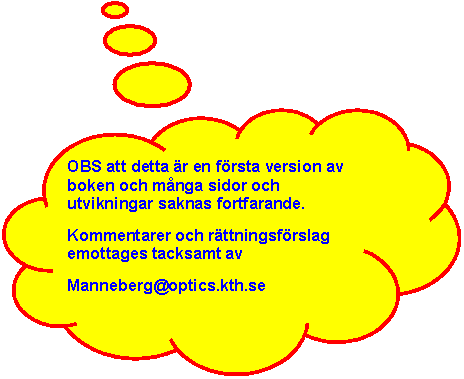 OBS att detta är en första version av
boken och många sidor och
utvikningar saknas fortfarande.
Kommentarer och rättningsförslag
emottages tacksamt av
Manneberg@optics.kth.se